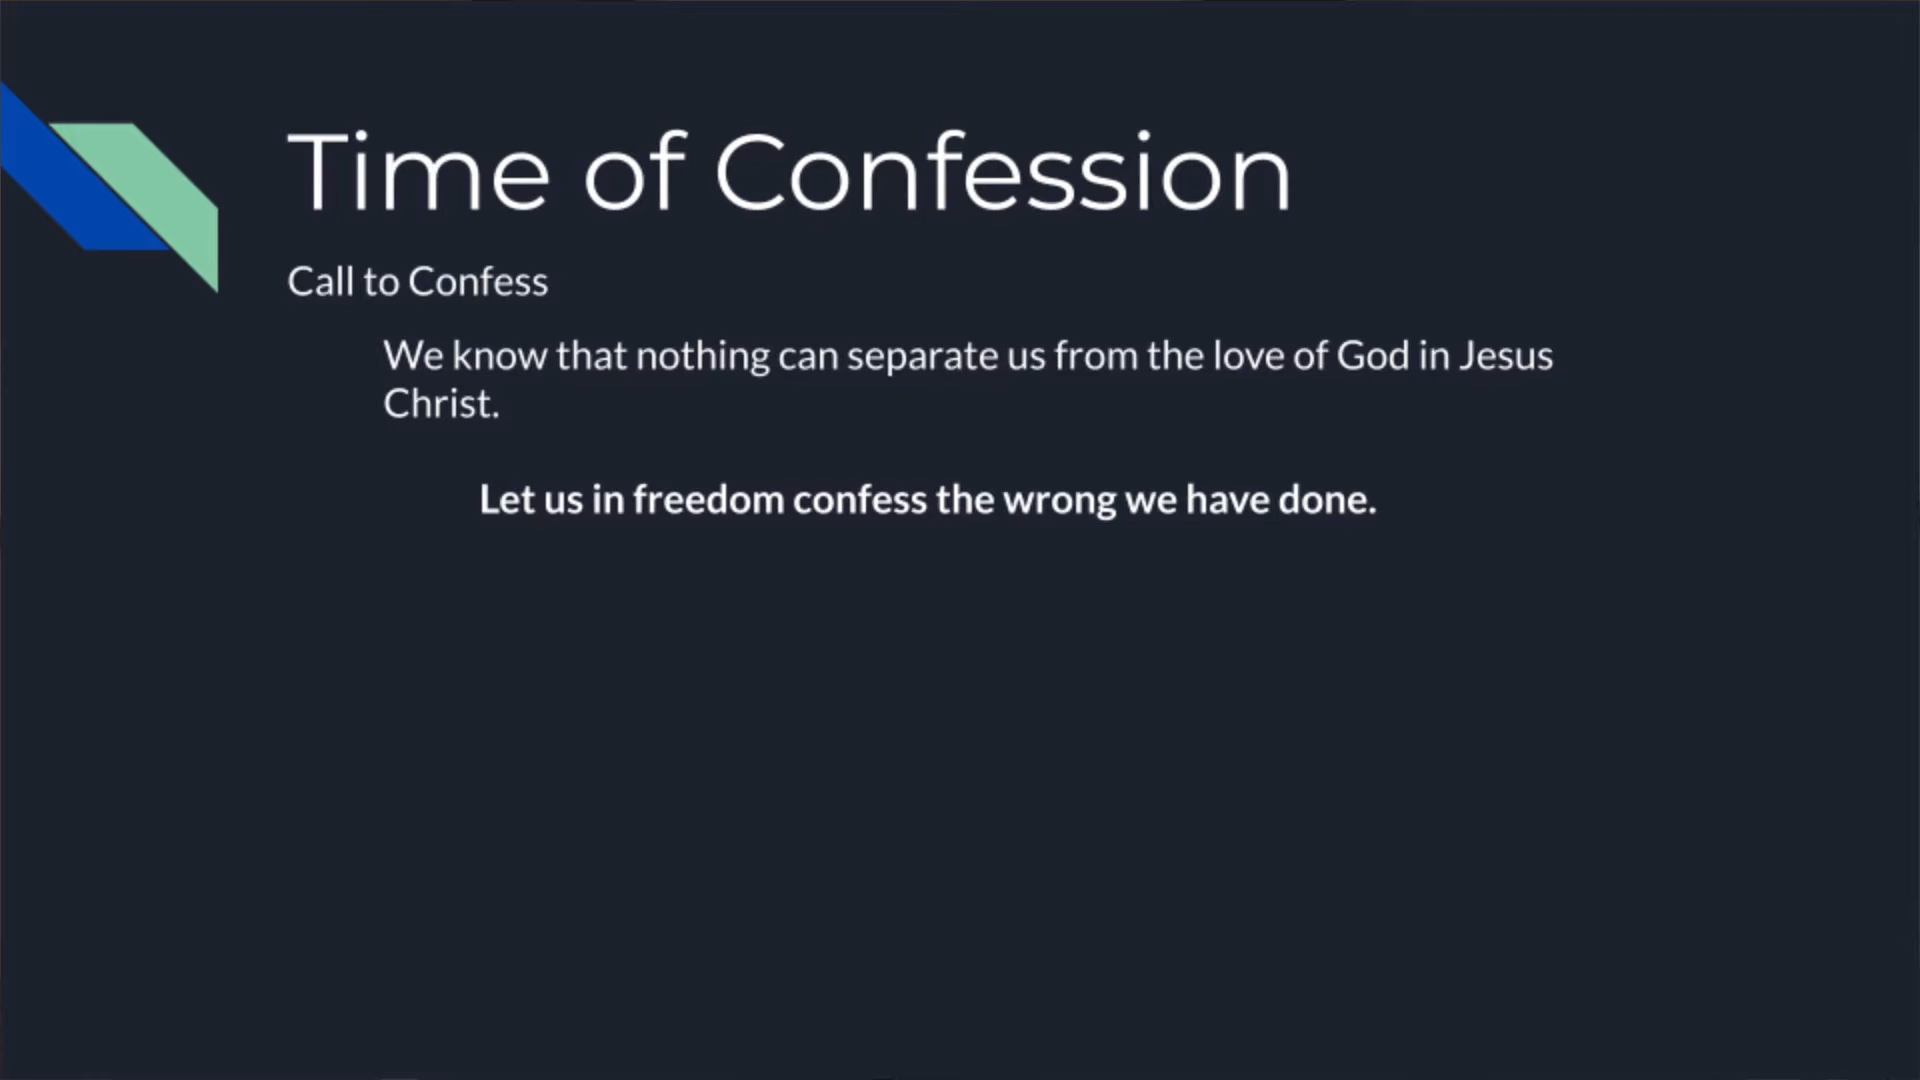 Time of Confession
Call to Confess
We know that nothing can separate us from the love of God in Jesus
Christ.
Let us in freedom confess the wrong we have done.